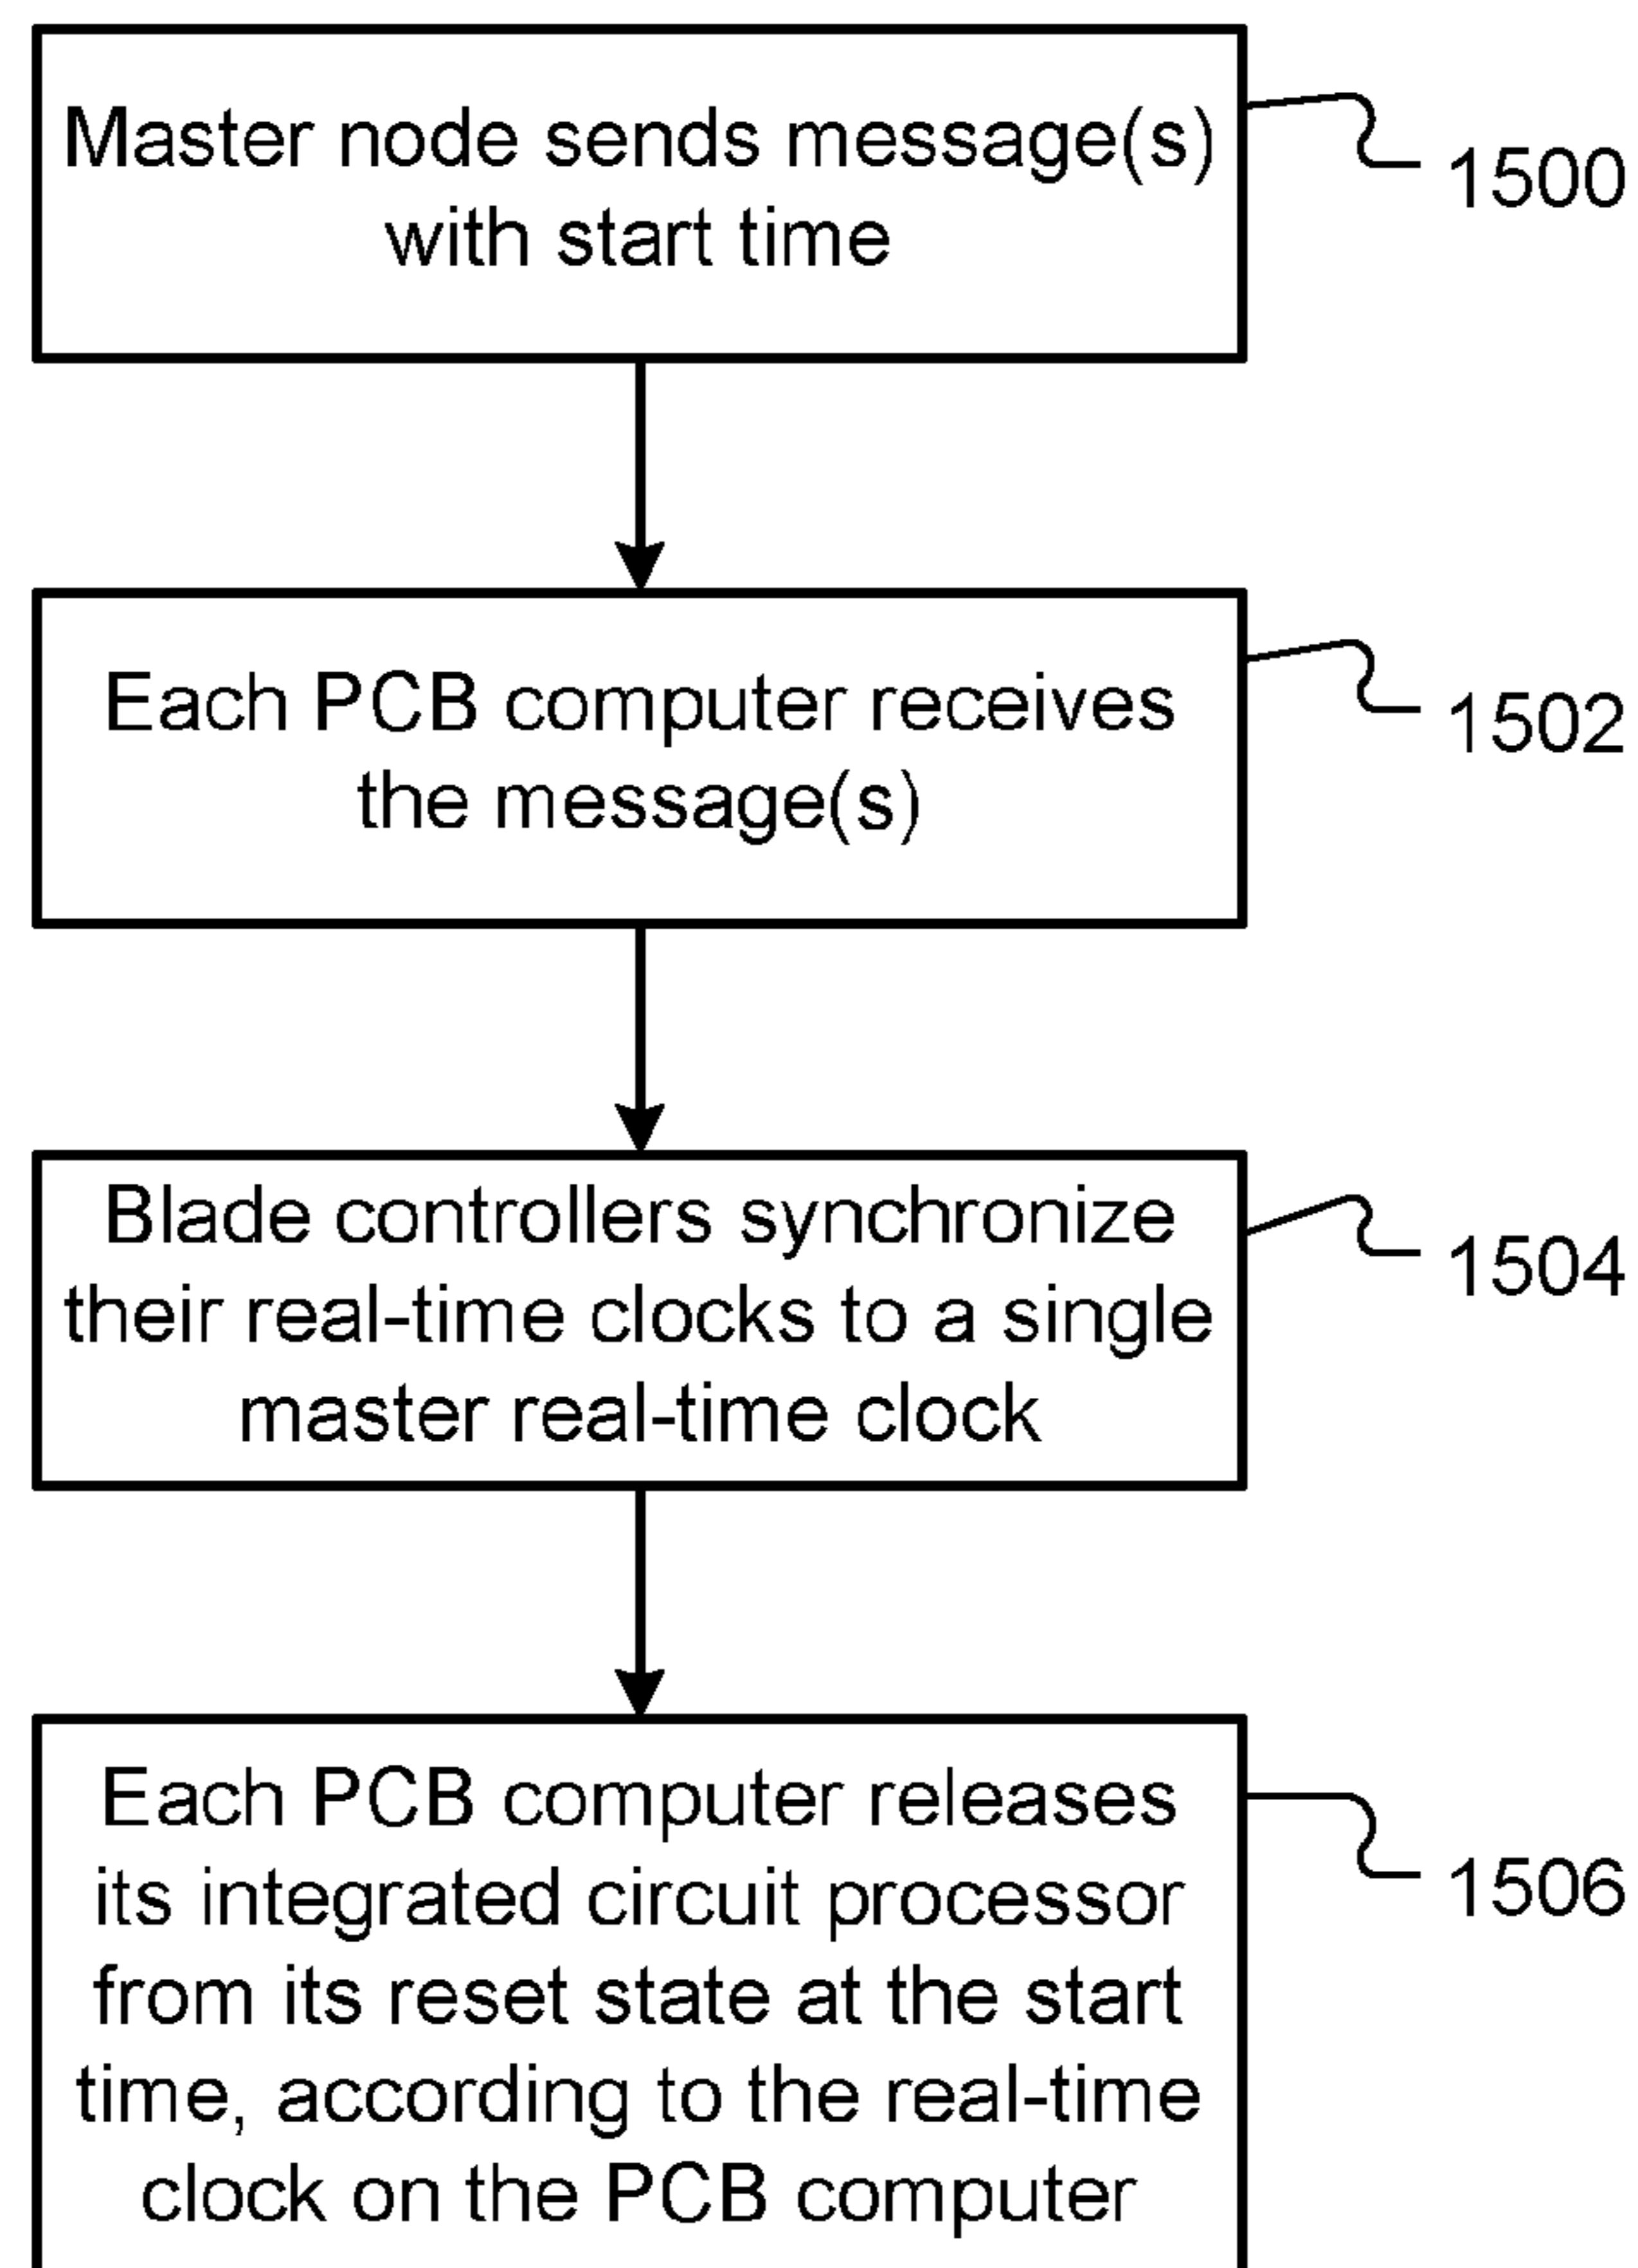 Master node sends message(s)
with start time
1500
Each PCB computer receives
the message(s)
1502
Blade controllers synchronize
their real-time clocks to a single
master real-time clock
1504
Each PCB computer releases
its integrated circuit processor
from its reset state at the start
time, according to the real-time
clock on the PCB computer
1506